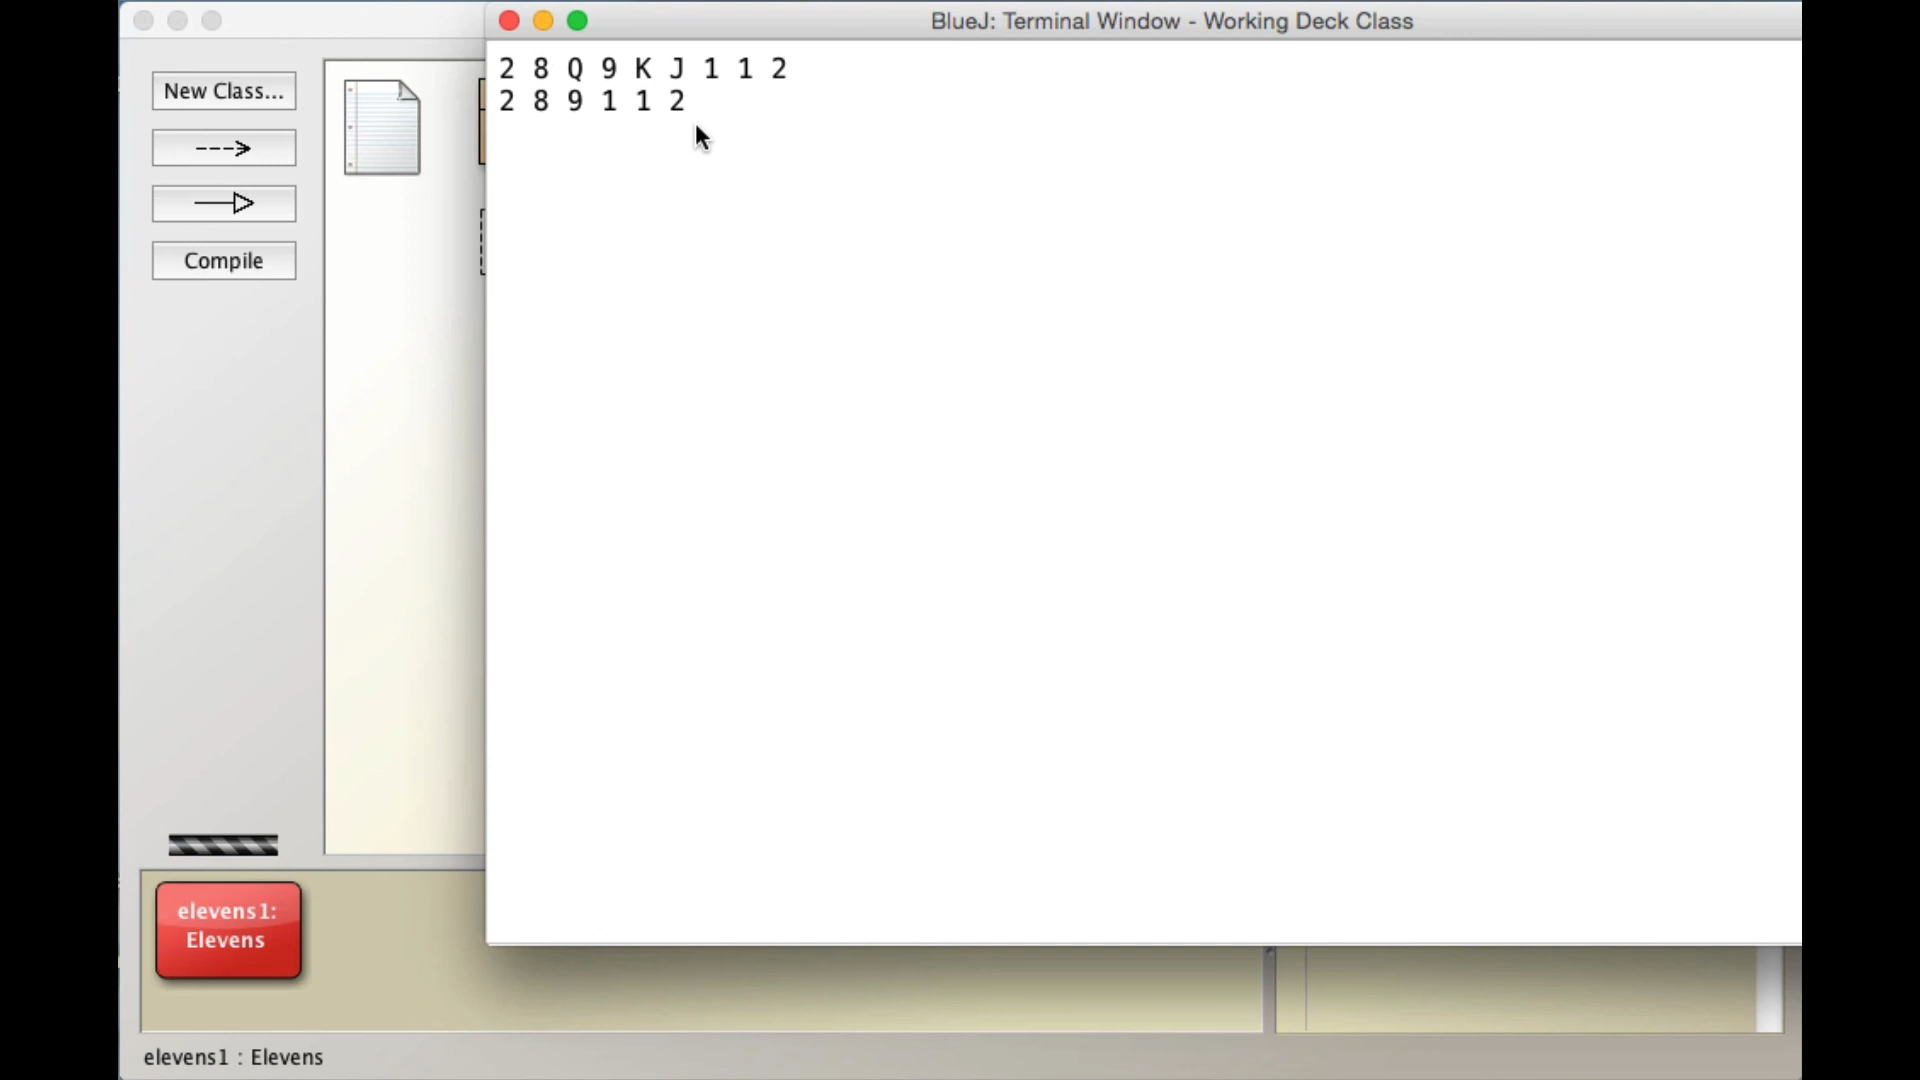 BlueJ: Terminal Window - Working Deck Class
New Class...
Compile
2 8 Q 9 K J 1 1 2
2 8 9 1 1 2
elevens1:
Elevens
elevens1 : Elevens